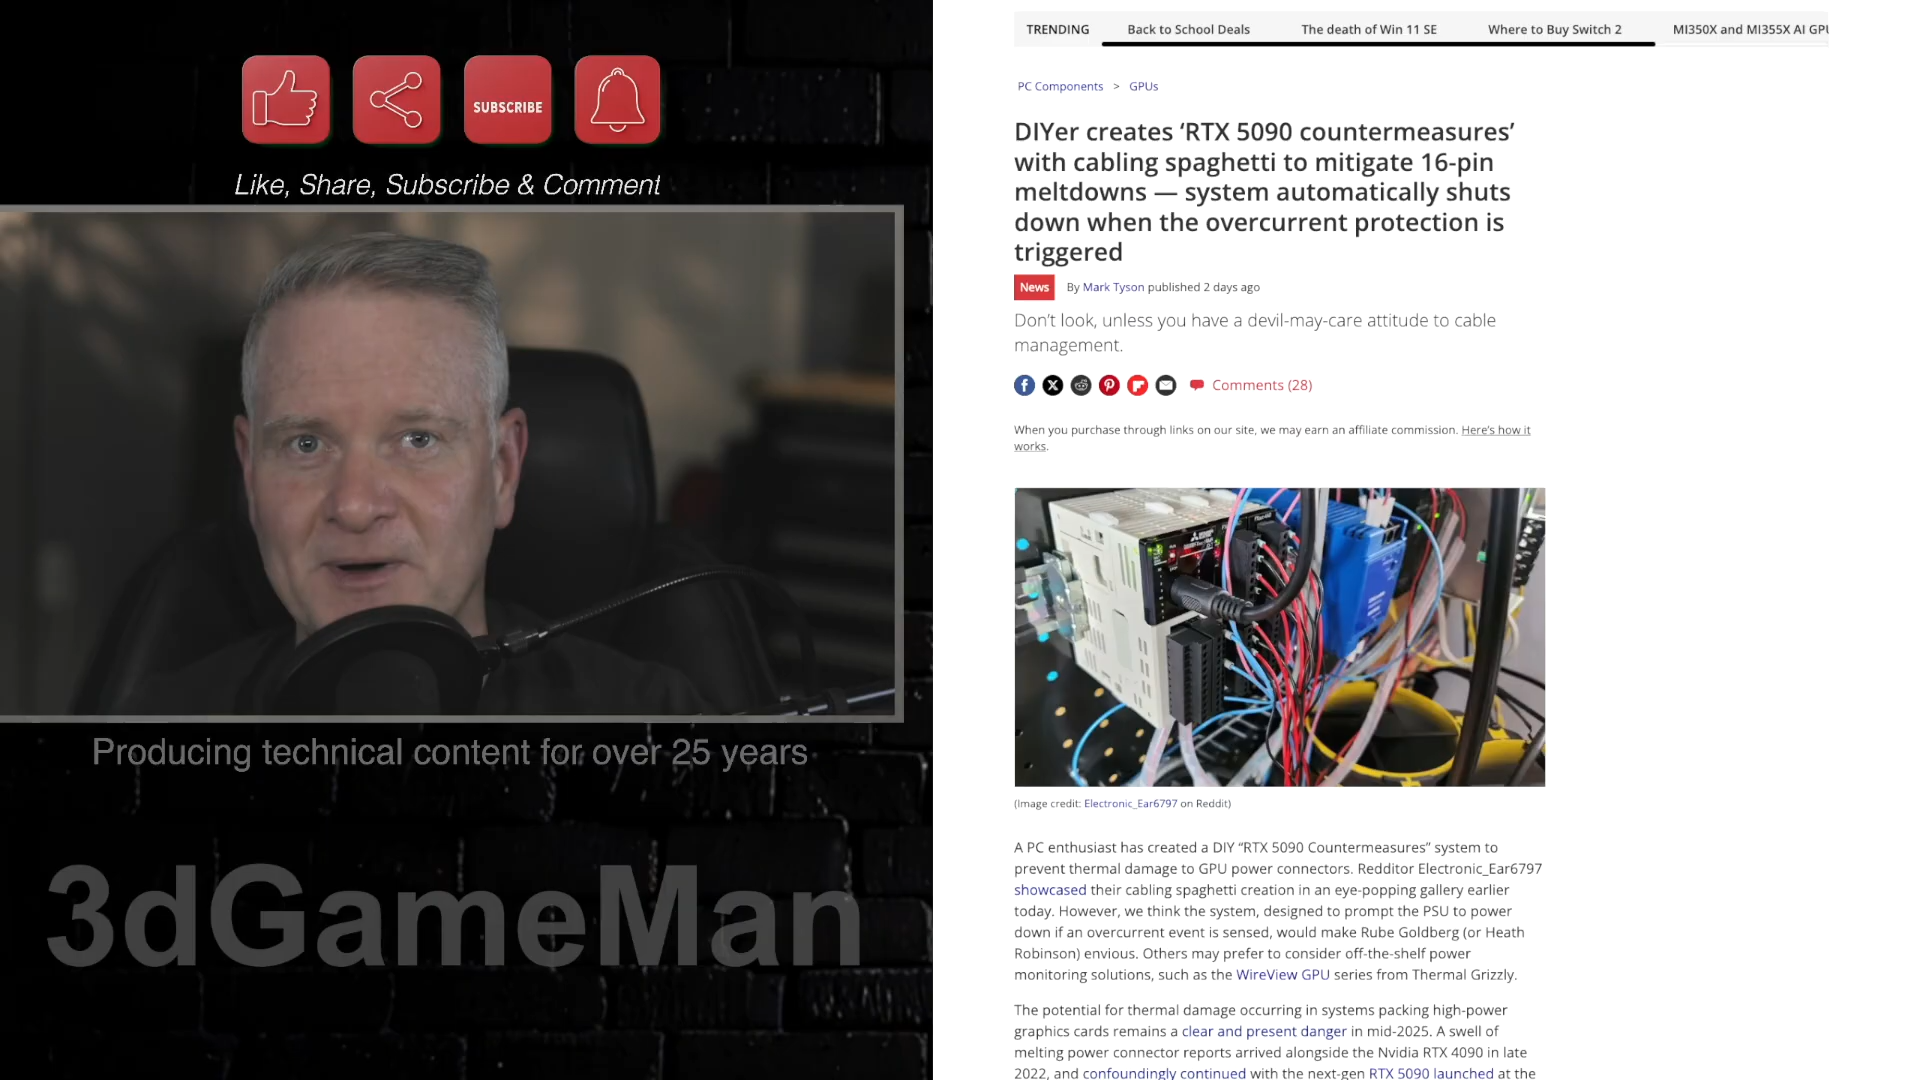 SUBSCRIBE
Like, Share, Subscribe & Comment
Producing technical content for over 25 years
3dGameMan
TRENDING Back to School Deals The death of Win 11 SE Where to Buy Switch 2 MI350X and MI355X AI GPU
PC Components > GPUs
DIYer creates ‘RTX 5090 countermeasures’
with cabling spaghetti to mitigate 16-pin
meltdowns — system automatically shuts
down when the overcurrent protection is
triggered
News By Mark Tyson published 2 days ago
Don’t look, unless you have a devil-may-care attitude to cable
management.
Comments (28)
When you purchase through links on our site, we may earn an affiliate commission. Here’s how it
works.
(Image credit: Electronic_Ear6797 on Reddit)
A PC enthusiast has created a DIY “RTX 5090 Countermeasures” system to
prevent thermal damage to GPU power connectors. Redditor Electronic_Ear6797
showcased their cabling spaghetti creation in an eye-popping gallery earlier
today. However, we think the system, designed to prompt the PSU to power
down if an overcurrent event is sensed, would make Rube Goldberg (or Heath
Robinson) envious. Others may prefer to consider off-the-shelf power
monitoring solutions, such as the WireView GPU series from Thermal Grizzly.
The potential for thermal damage occurring in systems packing high-power
graphics cards remains a clear and present danger in mid-2025. A swell of
melting power connector reports arrived alongside the Nvidia RTX 4090 in late
2022, and confoundingly continued with the next-gen RTX 5090 launched at the